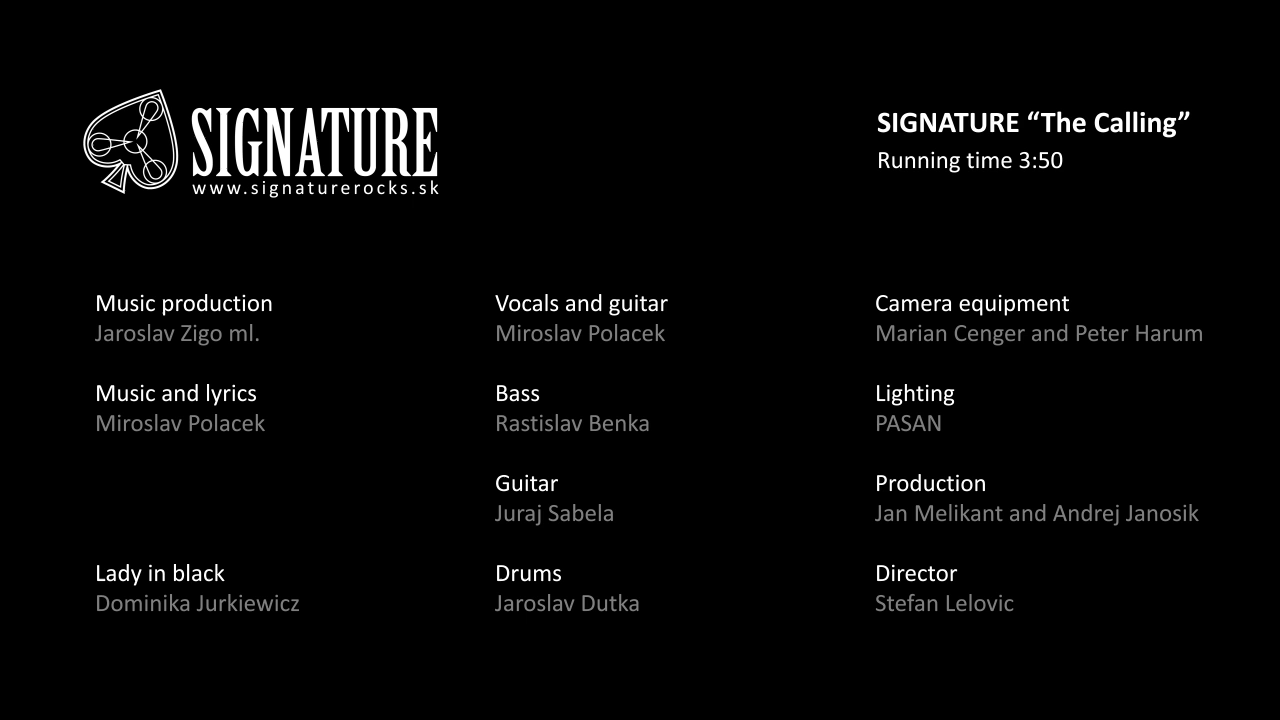 SIGNATURE
www.signaturerocks.sk
SIGNATURE “The Calling”
Running time 3:50
Music production
Jaroslav Zigo ml.
Music and lyrics
Miroslav Polacek
Lady in black
Dominika Jurkiewicz
Vocals and guitar
Miroslav Polacek
Bass
Rastislav Benka
Guitar
Juraj Sabela
Drums
Jaroslav Dutka
Camera equipment
Marian Cenger and Peter Harum
Lighting
PASAN
Production
Jan Melikant and Andrej Janosik
Director
Stefan Lelovic